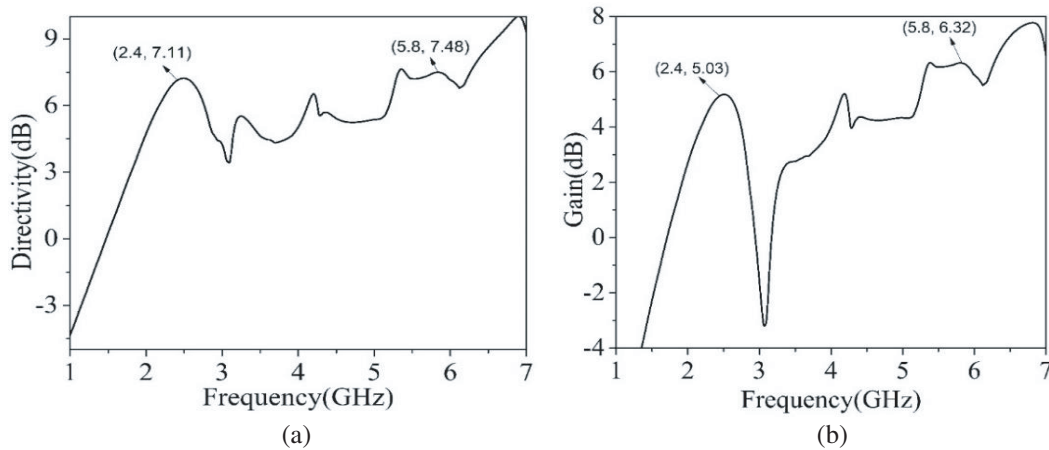 9
6
3
0
-3
Directivity(dB)
(2.4, 7.11)
(5.8, 7.48)
1 2 3 4 5 6 7
Frequency(GHz)
(a)
8
6
4
2
0
-2
-4
Gain(dB)
(2.4, 5.03)
(5.8, 6.32)
1 2 3 4 5 6 7
Frequency(GHz)
(b)